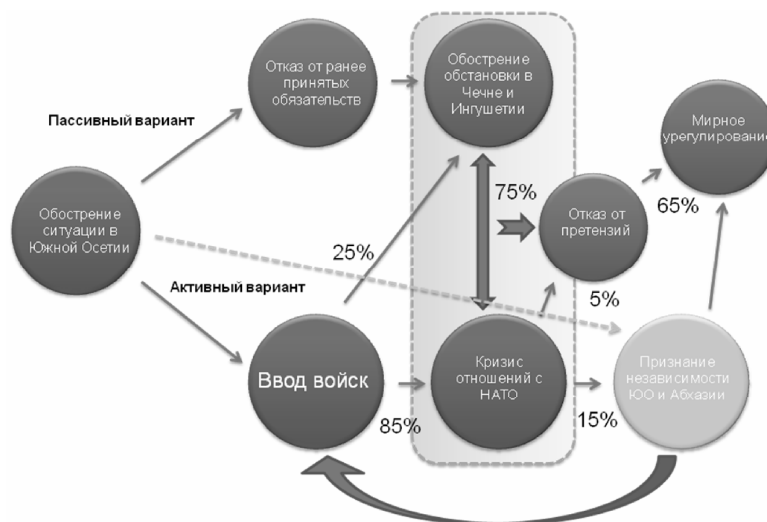 Отказ от ранее
принятых
обязательств
Обострение
обстановки в
Чечне и
Ингушетии
Мирное
урегулирование
Пассивный вариант
75%
Отказ от
претензий
65%
Обострение
ситуации в
Южной Осетии
25%
Активный вариант
5%
Ввод войск
Кризис
отношений с
НАТО
Признание
независимости
ЮО и Абхазии
85%
15%